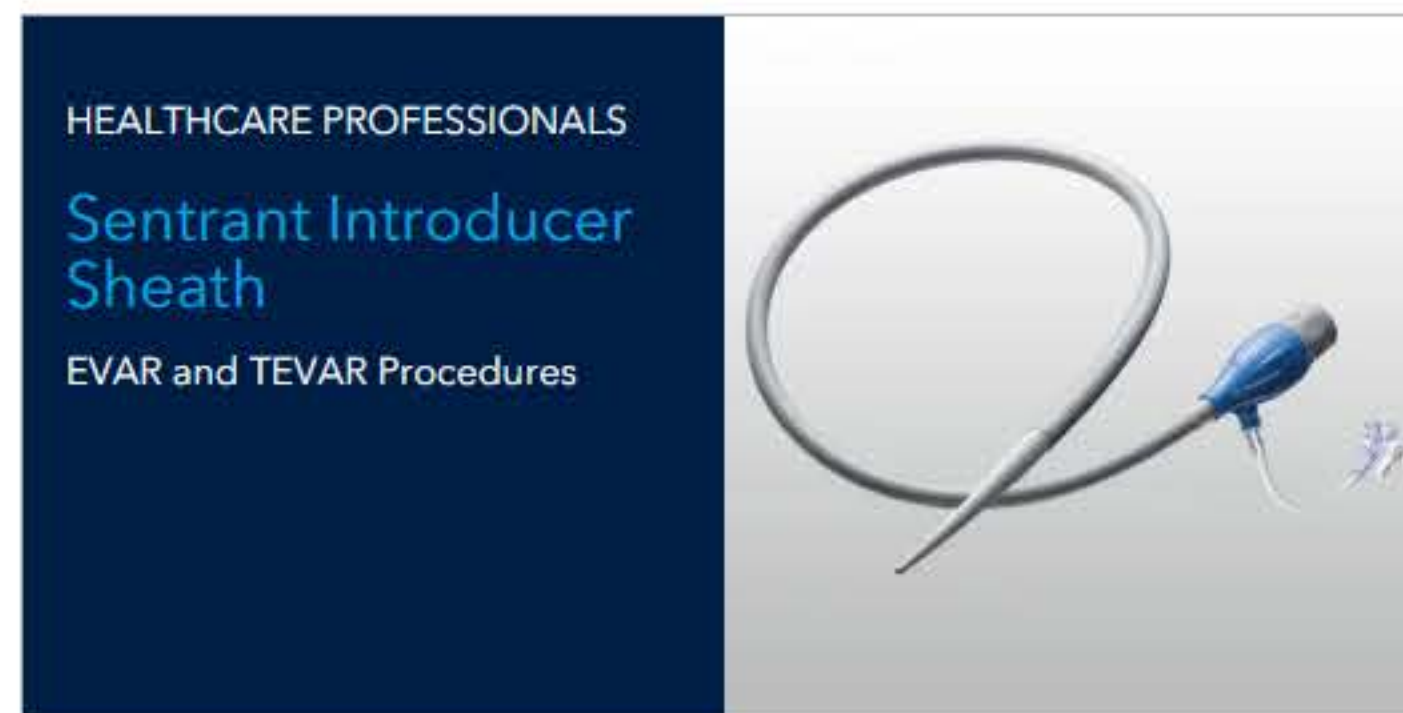 HEALTHCARE PROFESSIONALS
Sentrant Introducer
Sheath
EVAR and TEVAR Procedures